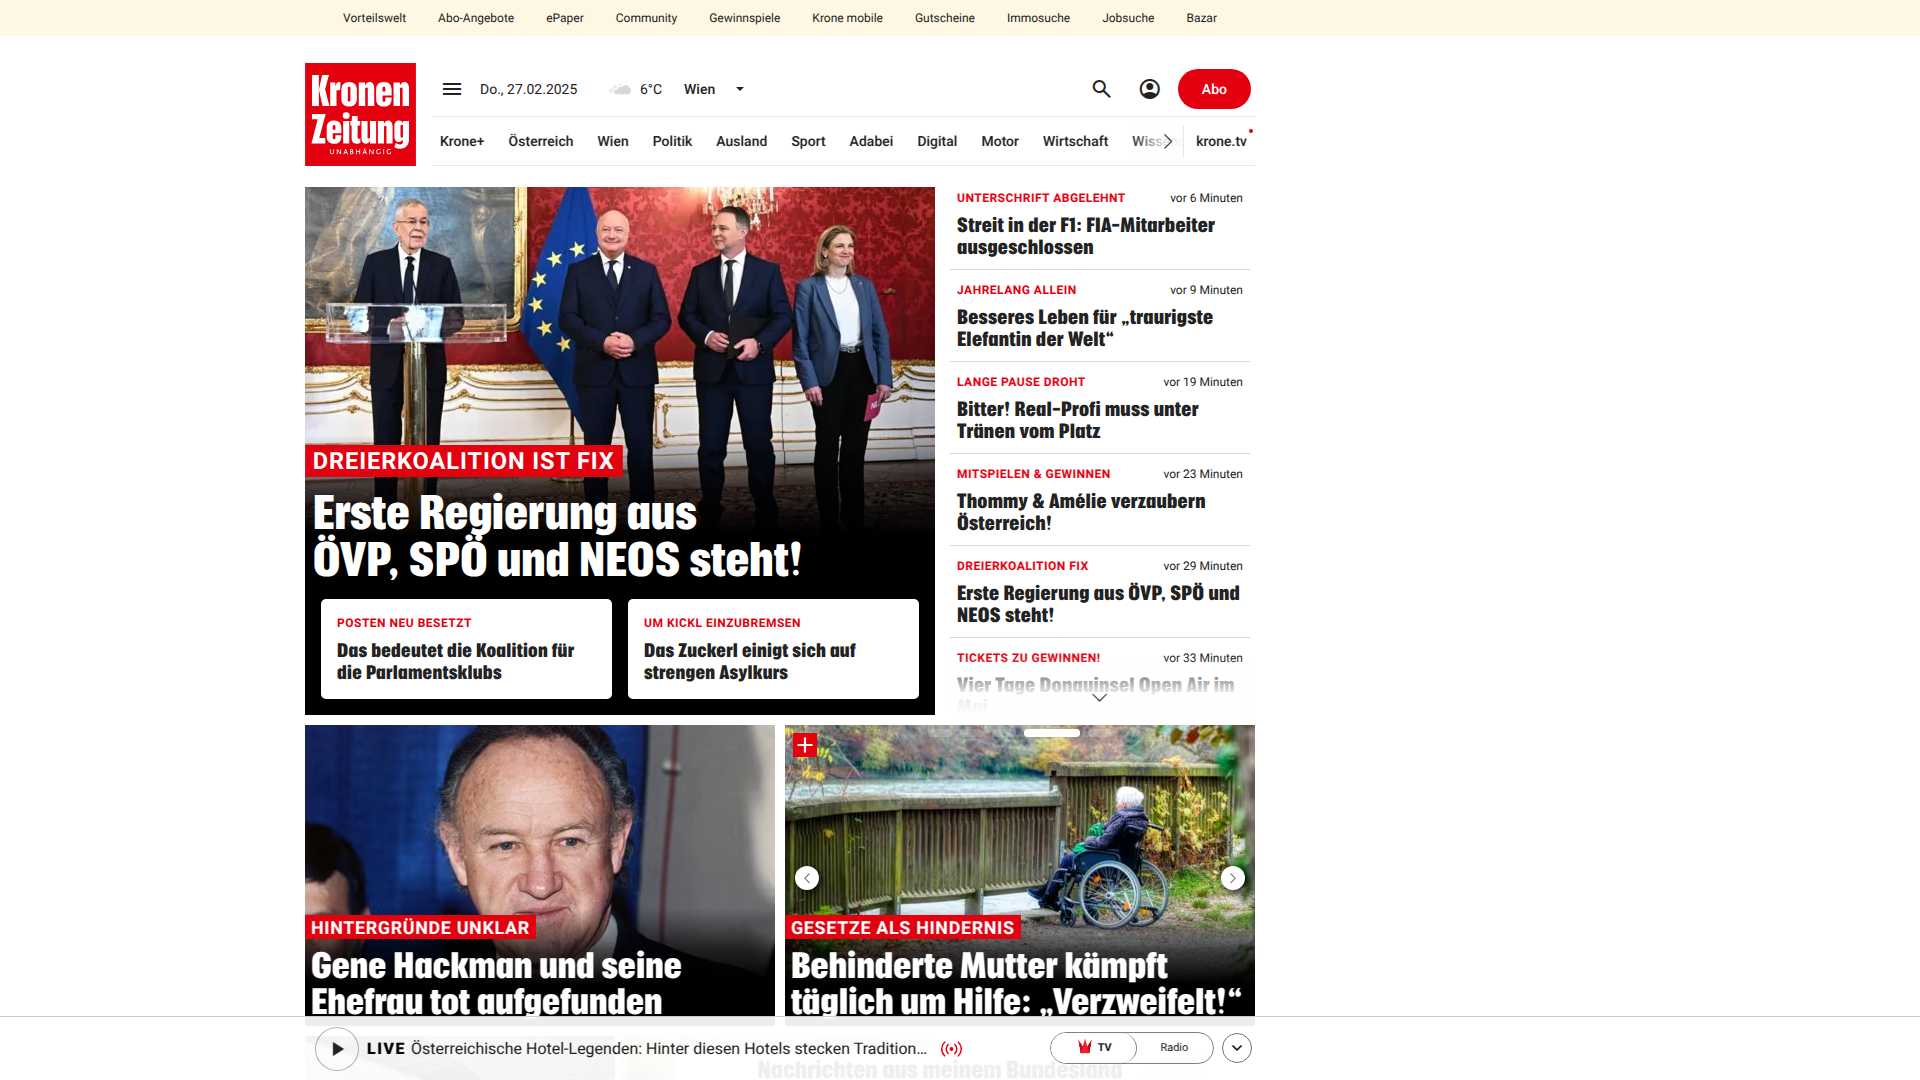 Vorteilswelt Abo-Angebote ePaper Community Gewinnspiele Krone mobile Gutscheine Immosuche Jobsuche Bazar
Kronen
Zeitung
UNABHÄNGIG
Do., 27.02.2025 6°C Wien Abo
Krone+ Österreich Wien Politik Ausland Sport Adabei Digital Motor Wirtschaft krone.tv
DREIERKOALITION IST FIX
Erste Regierung aus
ÖVP, SPÖ und NEOS steht!
POSTEN NEU BESETZT
Das bedeutet die Koalition für
die Parlamentsklubs
UM KICKL EINZUBREMSEN
Das Zuckerl einigt sich auf
strengen Asylkurs
UNTERSCHRIFT ABGELEHNT vor 6 Minuten
Streit in der F1: FIA-Mitarbeiter
ausgeschlossen
JAHRELANG ALLEIN vor 9 Minuten
Besseres Leben für „traurigste
Elefantin der Welt“
LANGE PAUSE DROHT vor 19 Minuten
Bitter! Real-Profi muss unter
Tränen vom Platz
MITSPIELEN & GEWINNEN vor 23 Minuten
Thommy & Amélie verzaubern
Österreich!
DREIERKOALITION FIX vor 29 Minuten
Erste Regierung aus ÖVP, SPÖ und
NEOS steht!
TICKETS ZU GEWINNEN! vor 33 Minuten
Vier Tage Donauinsel Open Air im
Mai
HINTERGRÜNDE UNKLAR
Gene Hackman und seine
Ehefrau tot aufgefunden
GESETZE ALS HINDERNIS
Behinderte Mutter kämpft
täglich um Hilfe: „Verzweifelt!“
LIVE Österreichische Hotel-Legenden: Hinter diesen Hotels stecken Tradition... TV Radio
Nachrichten aus meinem Bundesland